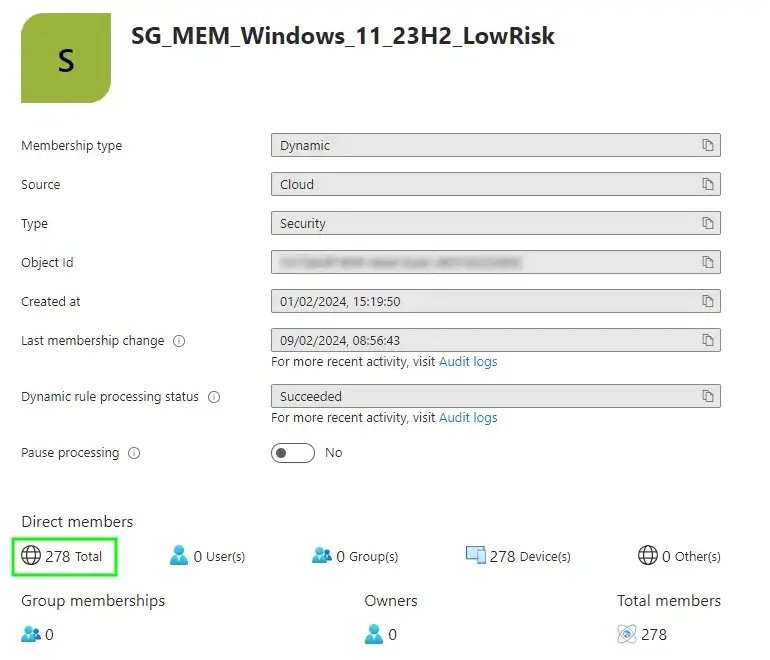 S
SG_MEM_Windows_11_23H2_LowRisk
Membership type Dynamic
Source Cloud
Type Security
Object Id
Created at 01/02/2024, 15:19:50
Last membership change 09/02/2024, 08:56:43
For more recent activity, visit Audit logs
Dynamic rule processing status Succeeded
For more recent activity, visit Audit logs
Pause processing No
Direct members
278 Total 0 User(s) 0 Group(s) 278 Device(s) 0 Other(s)
Group memberships Owners Total members
0 0 278